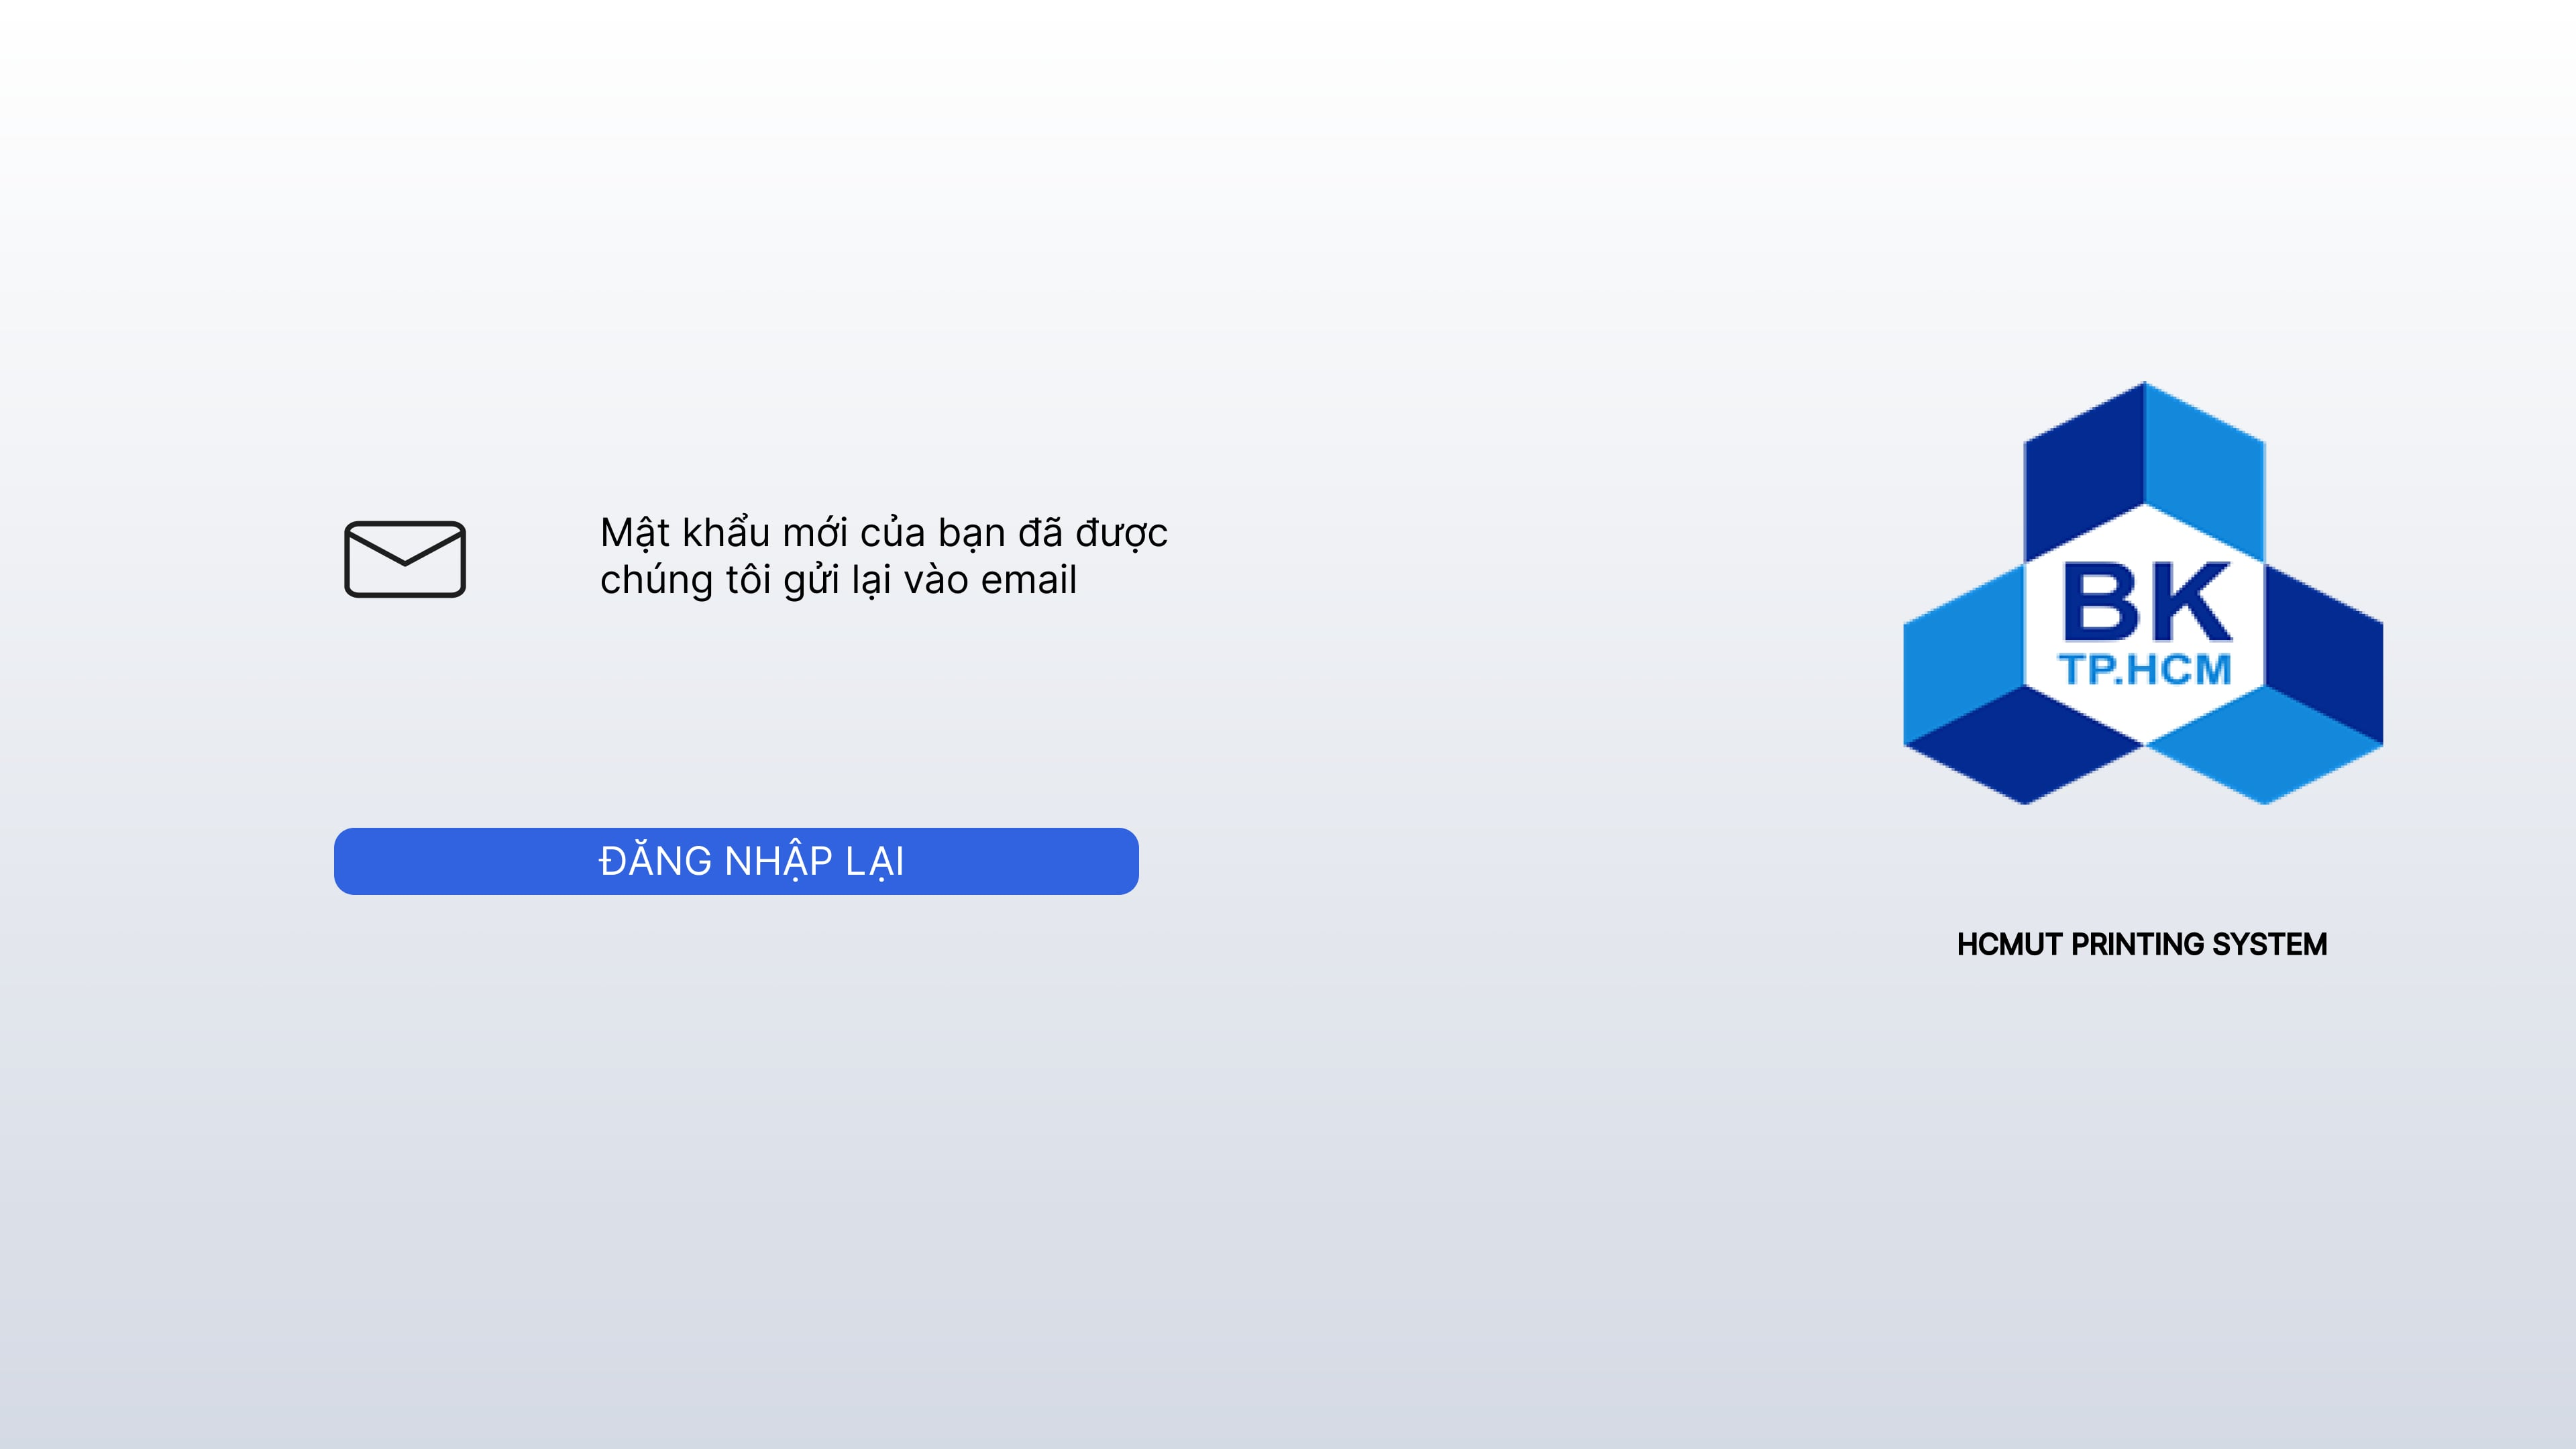 Mật khẩu mới của bạn đã được
chúng tôi gửi lại vào email
ĐĂNG NHẬP LẠI
BK
TP.HCM
HCMUT PRINTING SYSTEM